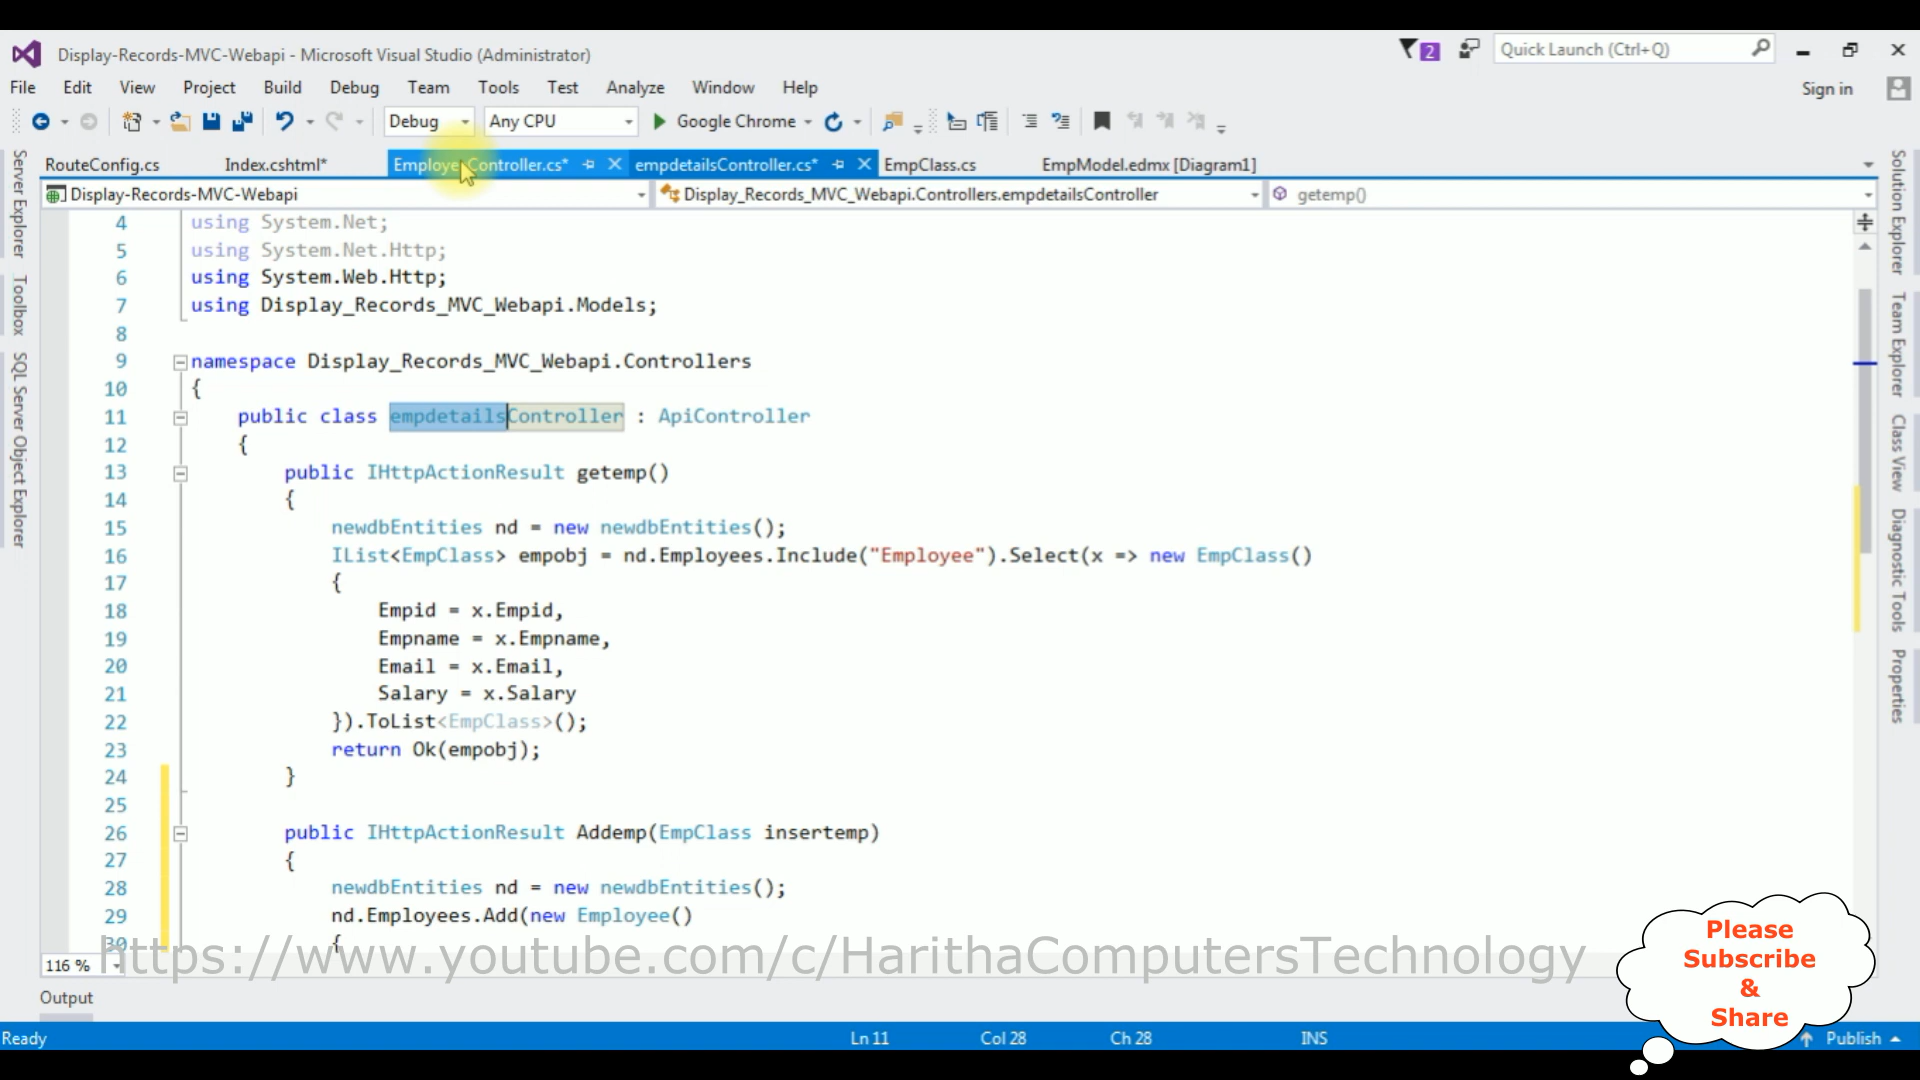 Display-Records-MVC-Webapi - Microsoft Visual Studio (Administrator)
2
Quick Launch (Ctrl+Q)
File Edit View Project Build Debug Team Tools Test Analyze Window Help
Sign in
Debug Any CPU Google Chrome
RouteConfig.cs Index.cshtml* EmployeeController.cs* empdetailsController.cs* EmpClass.cs EmpModel.edmx [Diagram1]
Display-Records-MVC-Webapi Display_Records_MVC_Webapi.Controllers.empdetailsController getemp()
Server Explorer
Toolbox
SQL Server Object Explorer
4 using System.Net;
5 using System.Net.Http;
6 using System.Web.Http;
7 using Display_Records_MVC_Webapi.Models;
8
9 namespace Display_Records_MVC_Webapi.Controllers
10 {
11 public class empdetailsController : ApiController
12 {
13 public IHttpActionResult getemp()
14 {
15 newdbEntities nd = new newdbEntities();
16 IList<EmpClass> empobj = nd.Employees.Include("Employee").Select(x => new EmpClass()
17 {
18 Empid = x.Empid,
19 Empname = x.Empname,
20 Email = x.Email,
21 Salary = x.Salary
22 }).ToList<EmpClass>();
23 return Ok(empobj);
24 }
25
26 public IHttpActionResult Addemp(EmpClass insertemp)
27 {
28 newdbEntities nd = new newdbEntities();
29 nd.Employees.Add(new Employee()
30 {
Solution Explorer
Team Explorer
Class View
Diagnostic Tools
Properties
https://www.youtube.com/c/HarithaComputersTechnology
116 %
Please
Subscribe
&
Share
Output
Ready Ln 11 Col 28 Ch 28 INS Publish